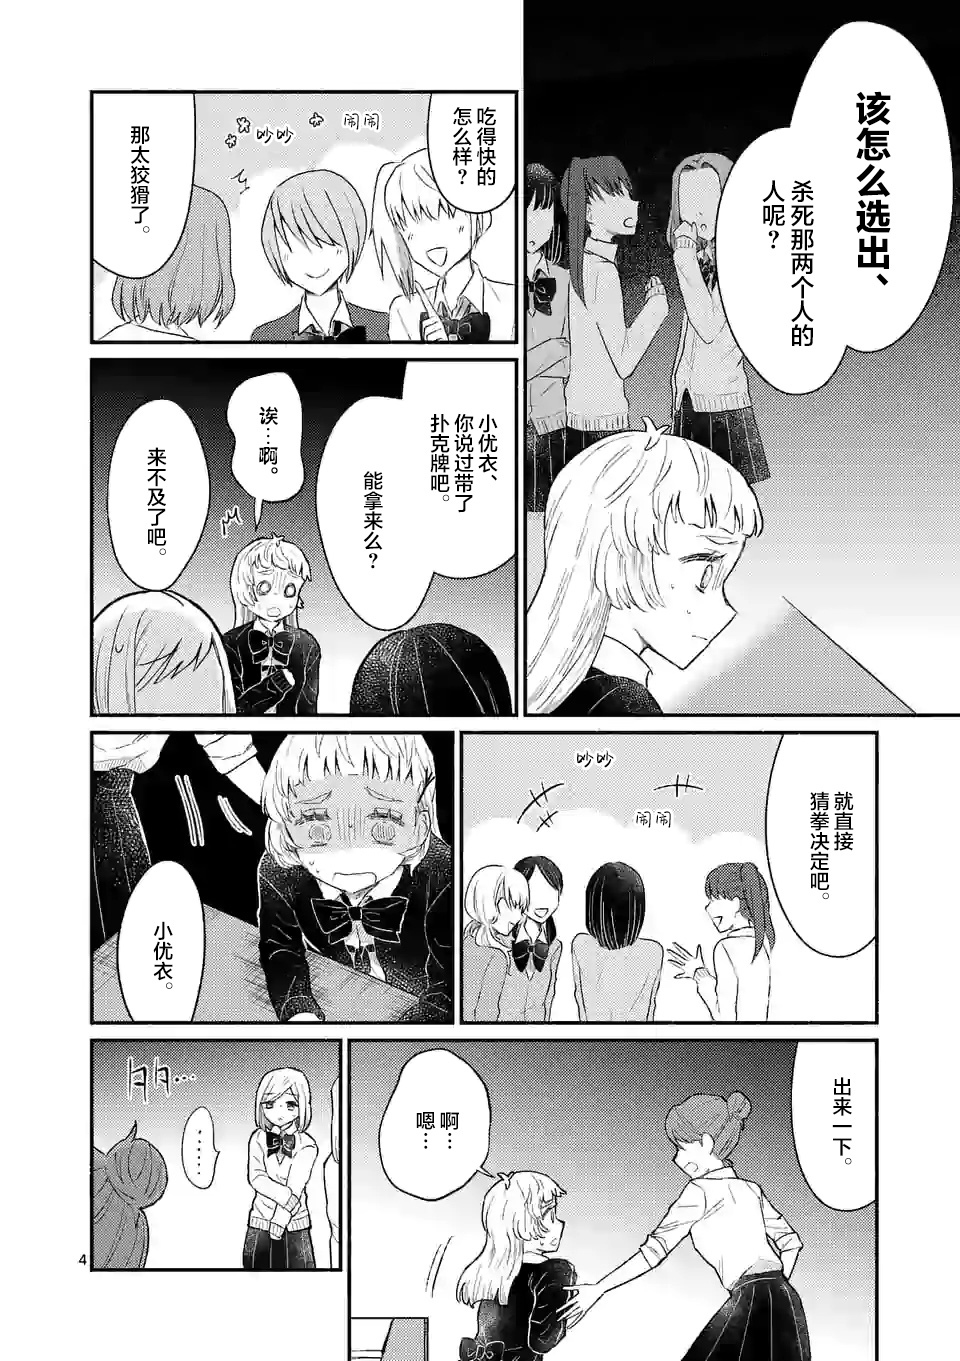 该怎么选出、
杀死那两个人的
人呢？
吃得快的
怎么样？
闹闹
吵吵
那太狡猾了。
小优衣、
你说过带了
扑克牌吧。
能拿来么？
诶…啊。
来不及了吧。
就直接
猜拳决定吧。
吵吵
闹闹
小优衣。
出来一下。
啊…
嗯…
····
4